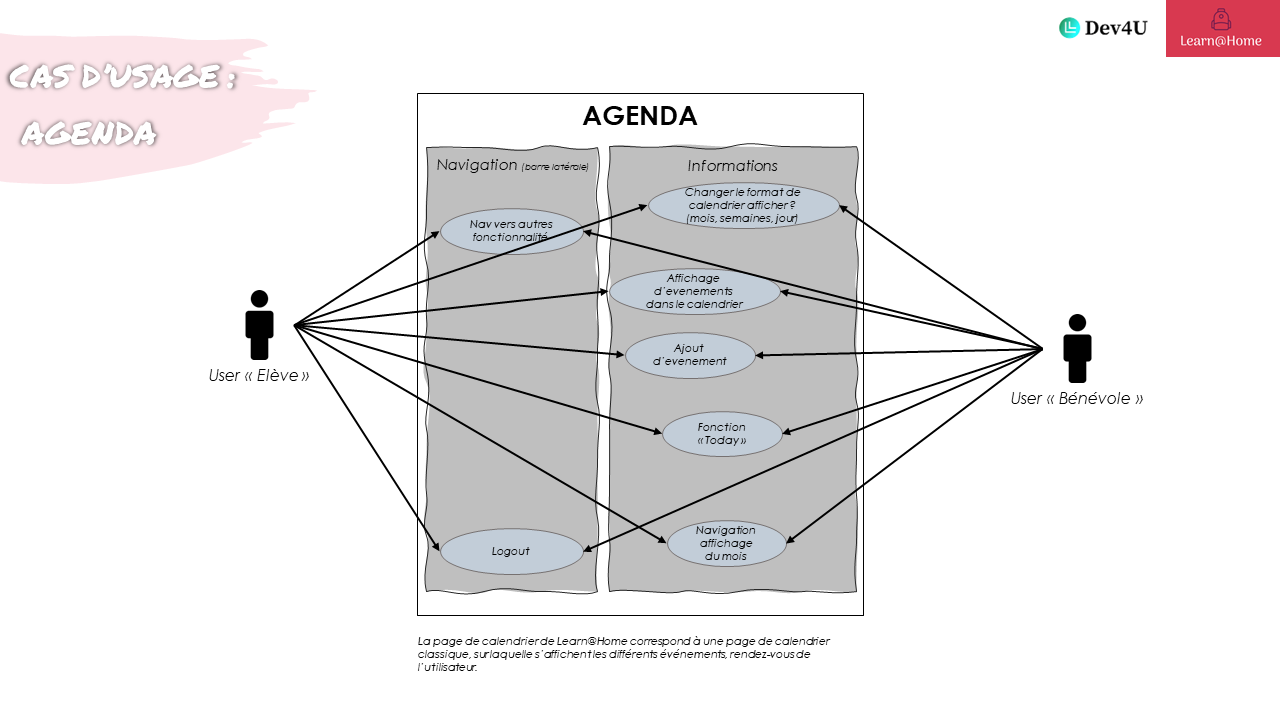 Dev4U
Learn@Home
CAS D'USAGE :
AGENDA
AGENDA
Navigation (barre latérale)
Informations
Changer le format de
calendrier afficher ?
(mois, semaines, jour)
Nav vers autres
fonctionnalité
Affichage
d'evenements
dans le calendrier
Ajout
d'evenement
User « Elève »
User « Bénévole »
Fonction
« Today »
Navigation
affichage
du mois
Logout
La page de calendrier de Learn@Home correspond à une page de calendrier
classique, sur laquelle s'affichent les différents événements, rendez-vous de
l'utilisateur.